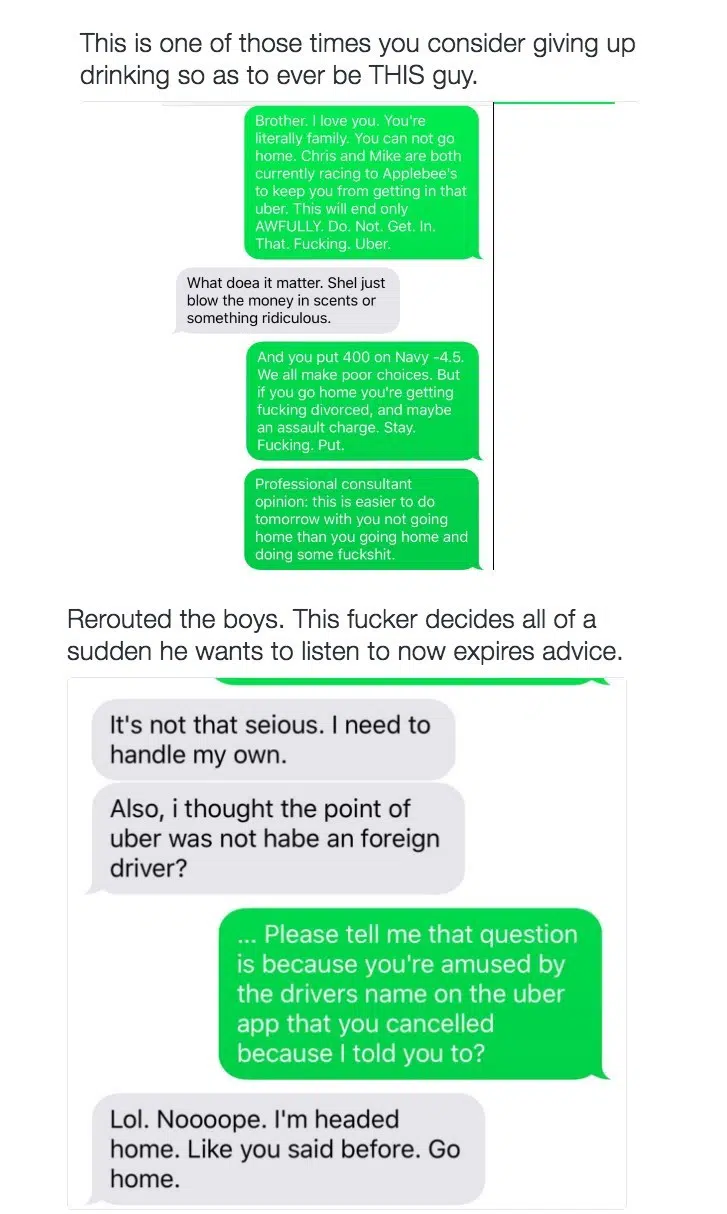 This is one of those times you consider giving up
drinking so as to ever be THIS guy.
Brother. I love you. You're
literally family. You can not go
home. Chris and Mike are both
currently racing to Applebee's
to keep you from getting in that
uber. This will end only
AWFULLY. Do. Not. Get. In.
That. Fucking. Uber.
What doea it matter. Shel just
blow the money in scents or
something ridiculous.
And you put 400 on Navy -4.5.
We all make poor choices. But
if you go home you're getting
fucking divorced, and maybe
an assault charge. Stay.
Fucking. Put.
Professional consultant
opinion: this is easier to do
tomorrow with you not going
home than you going home and
doing some fuckshit.
Rerouted the boys. This fucker decides all of a
sudden he wants to listen to now expires advice.
It's not that seious. I need to
handle my own.
Also, i thought the point of
uber was not habe an foreign
driver?
... Please tell me that question
is because you're amused by
the drivers name on the uber
app that you cancelled
because I told you to?
Lol. Noooope. I'm headed
home. Like you said before. Go
home.